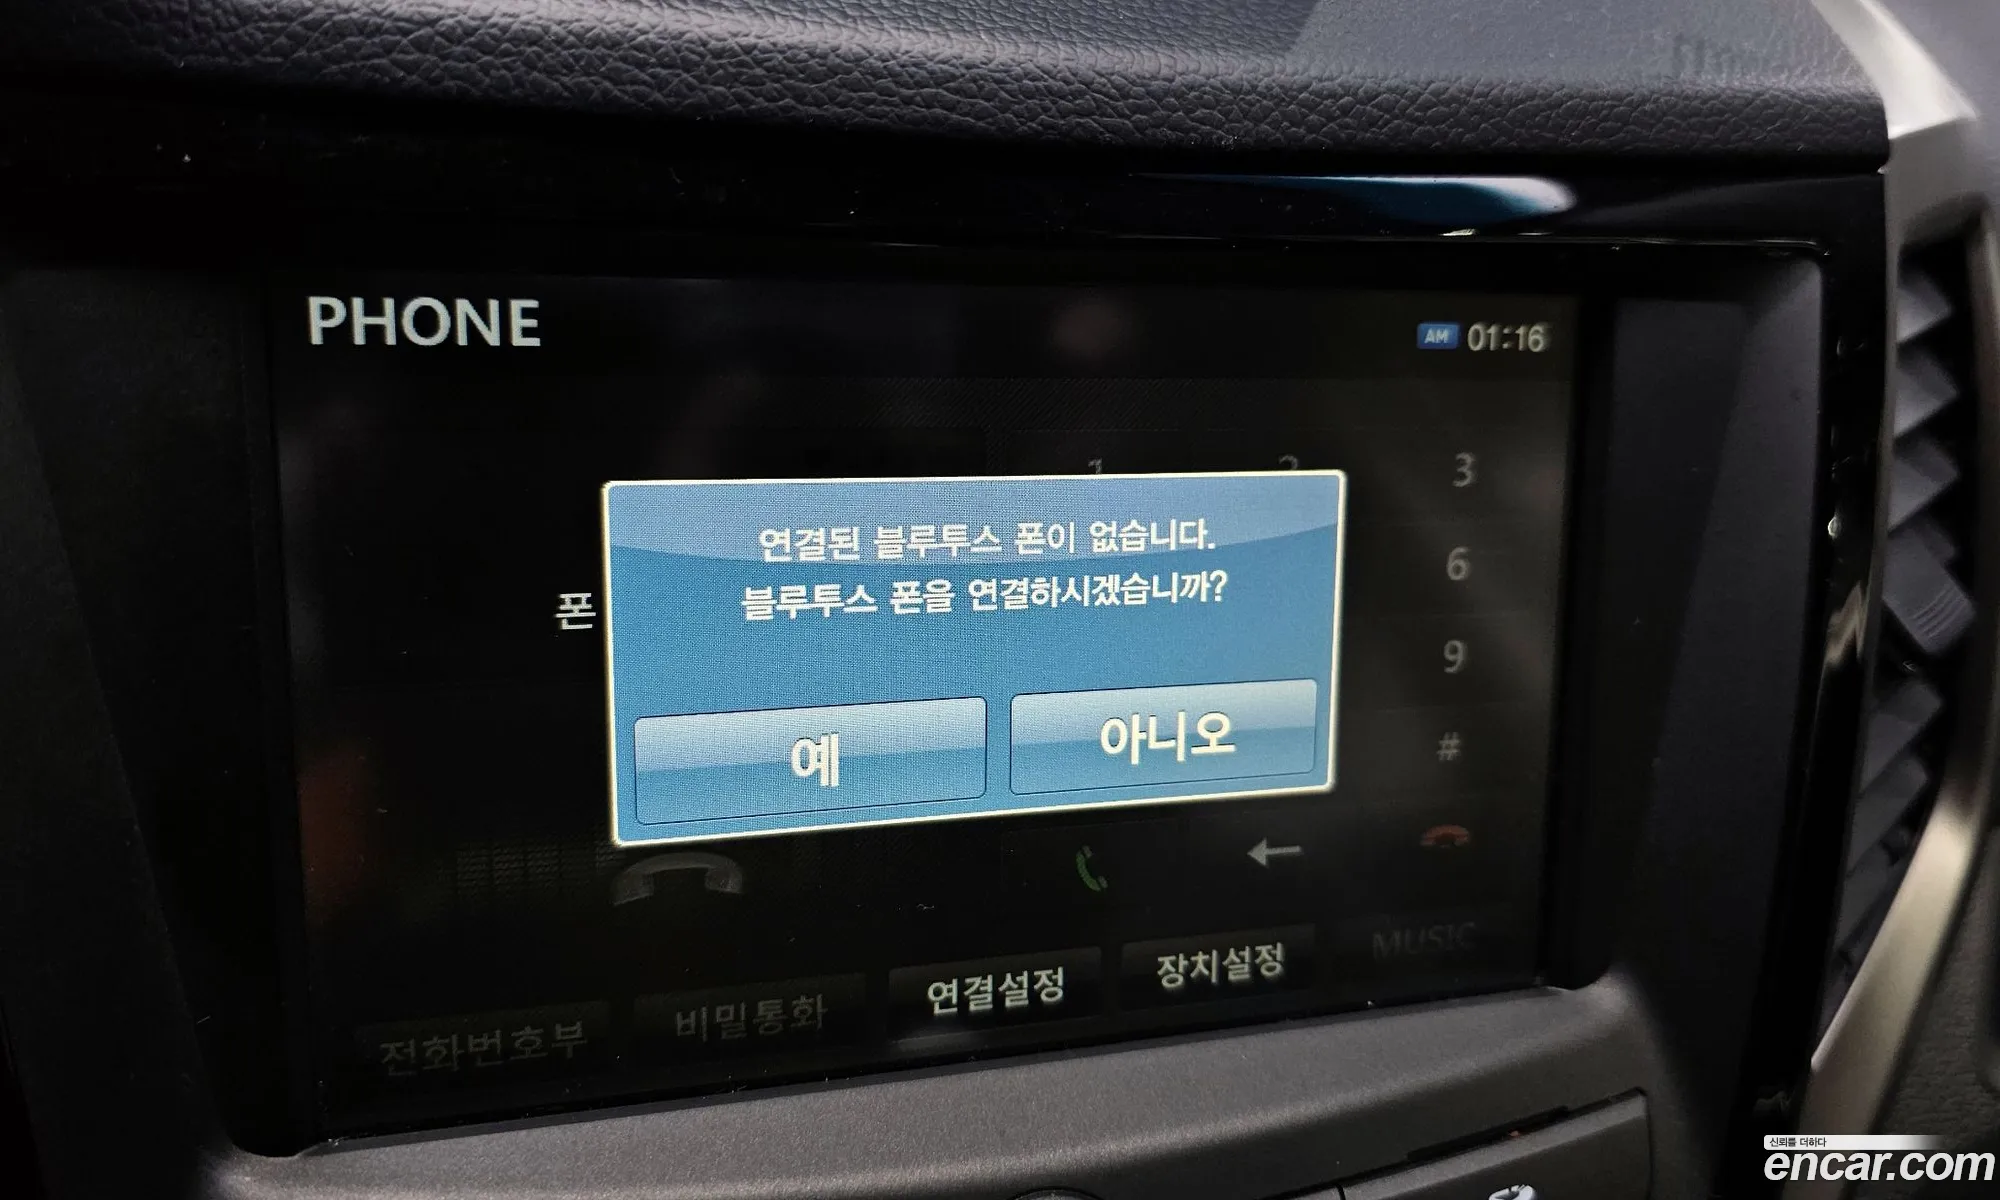 PHONE
AM 01:16
1 2 3
연결된 블루투스 폰이 없습니다.
블루투스 폰을 연결하시겠습니까?
6
폰
9
예
아니오
#
전화번호부
비밀통화
연결설정
장치설정
MUSIC
신뢰를 더하다
encar.com